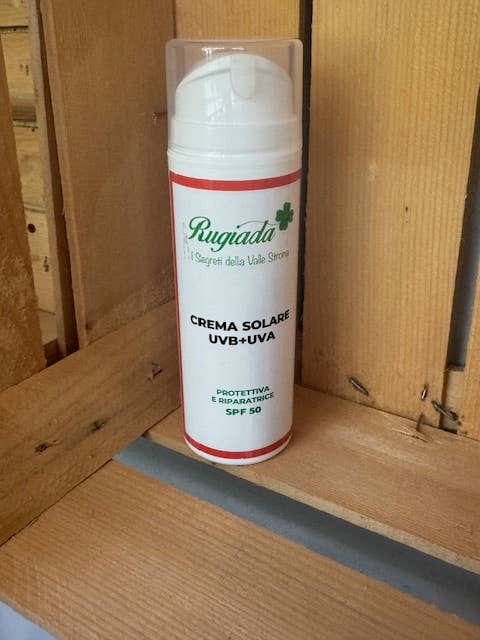 Rugiada
I Segreti della Valle Strona
CREMA SOLARE
UVB+UVA
PROTETTIVA
E RIPARATRICE
SPF 50